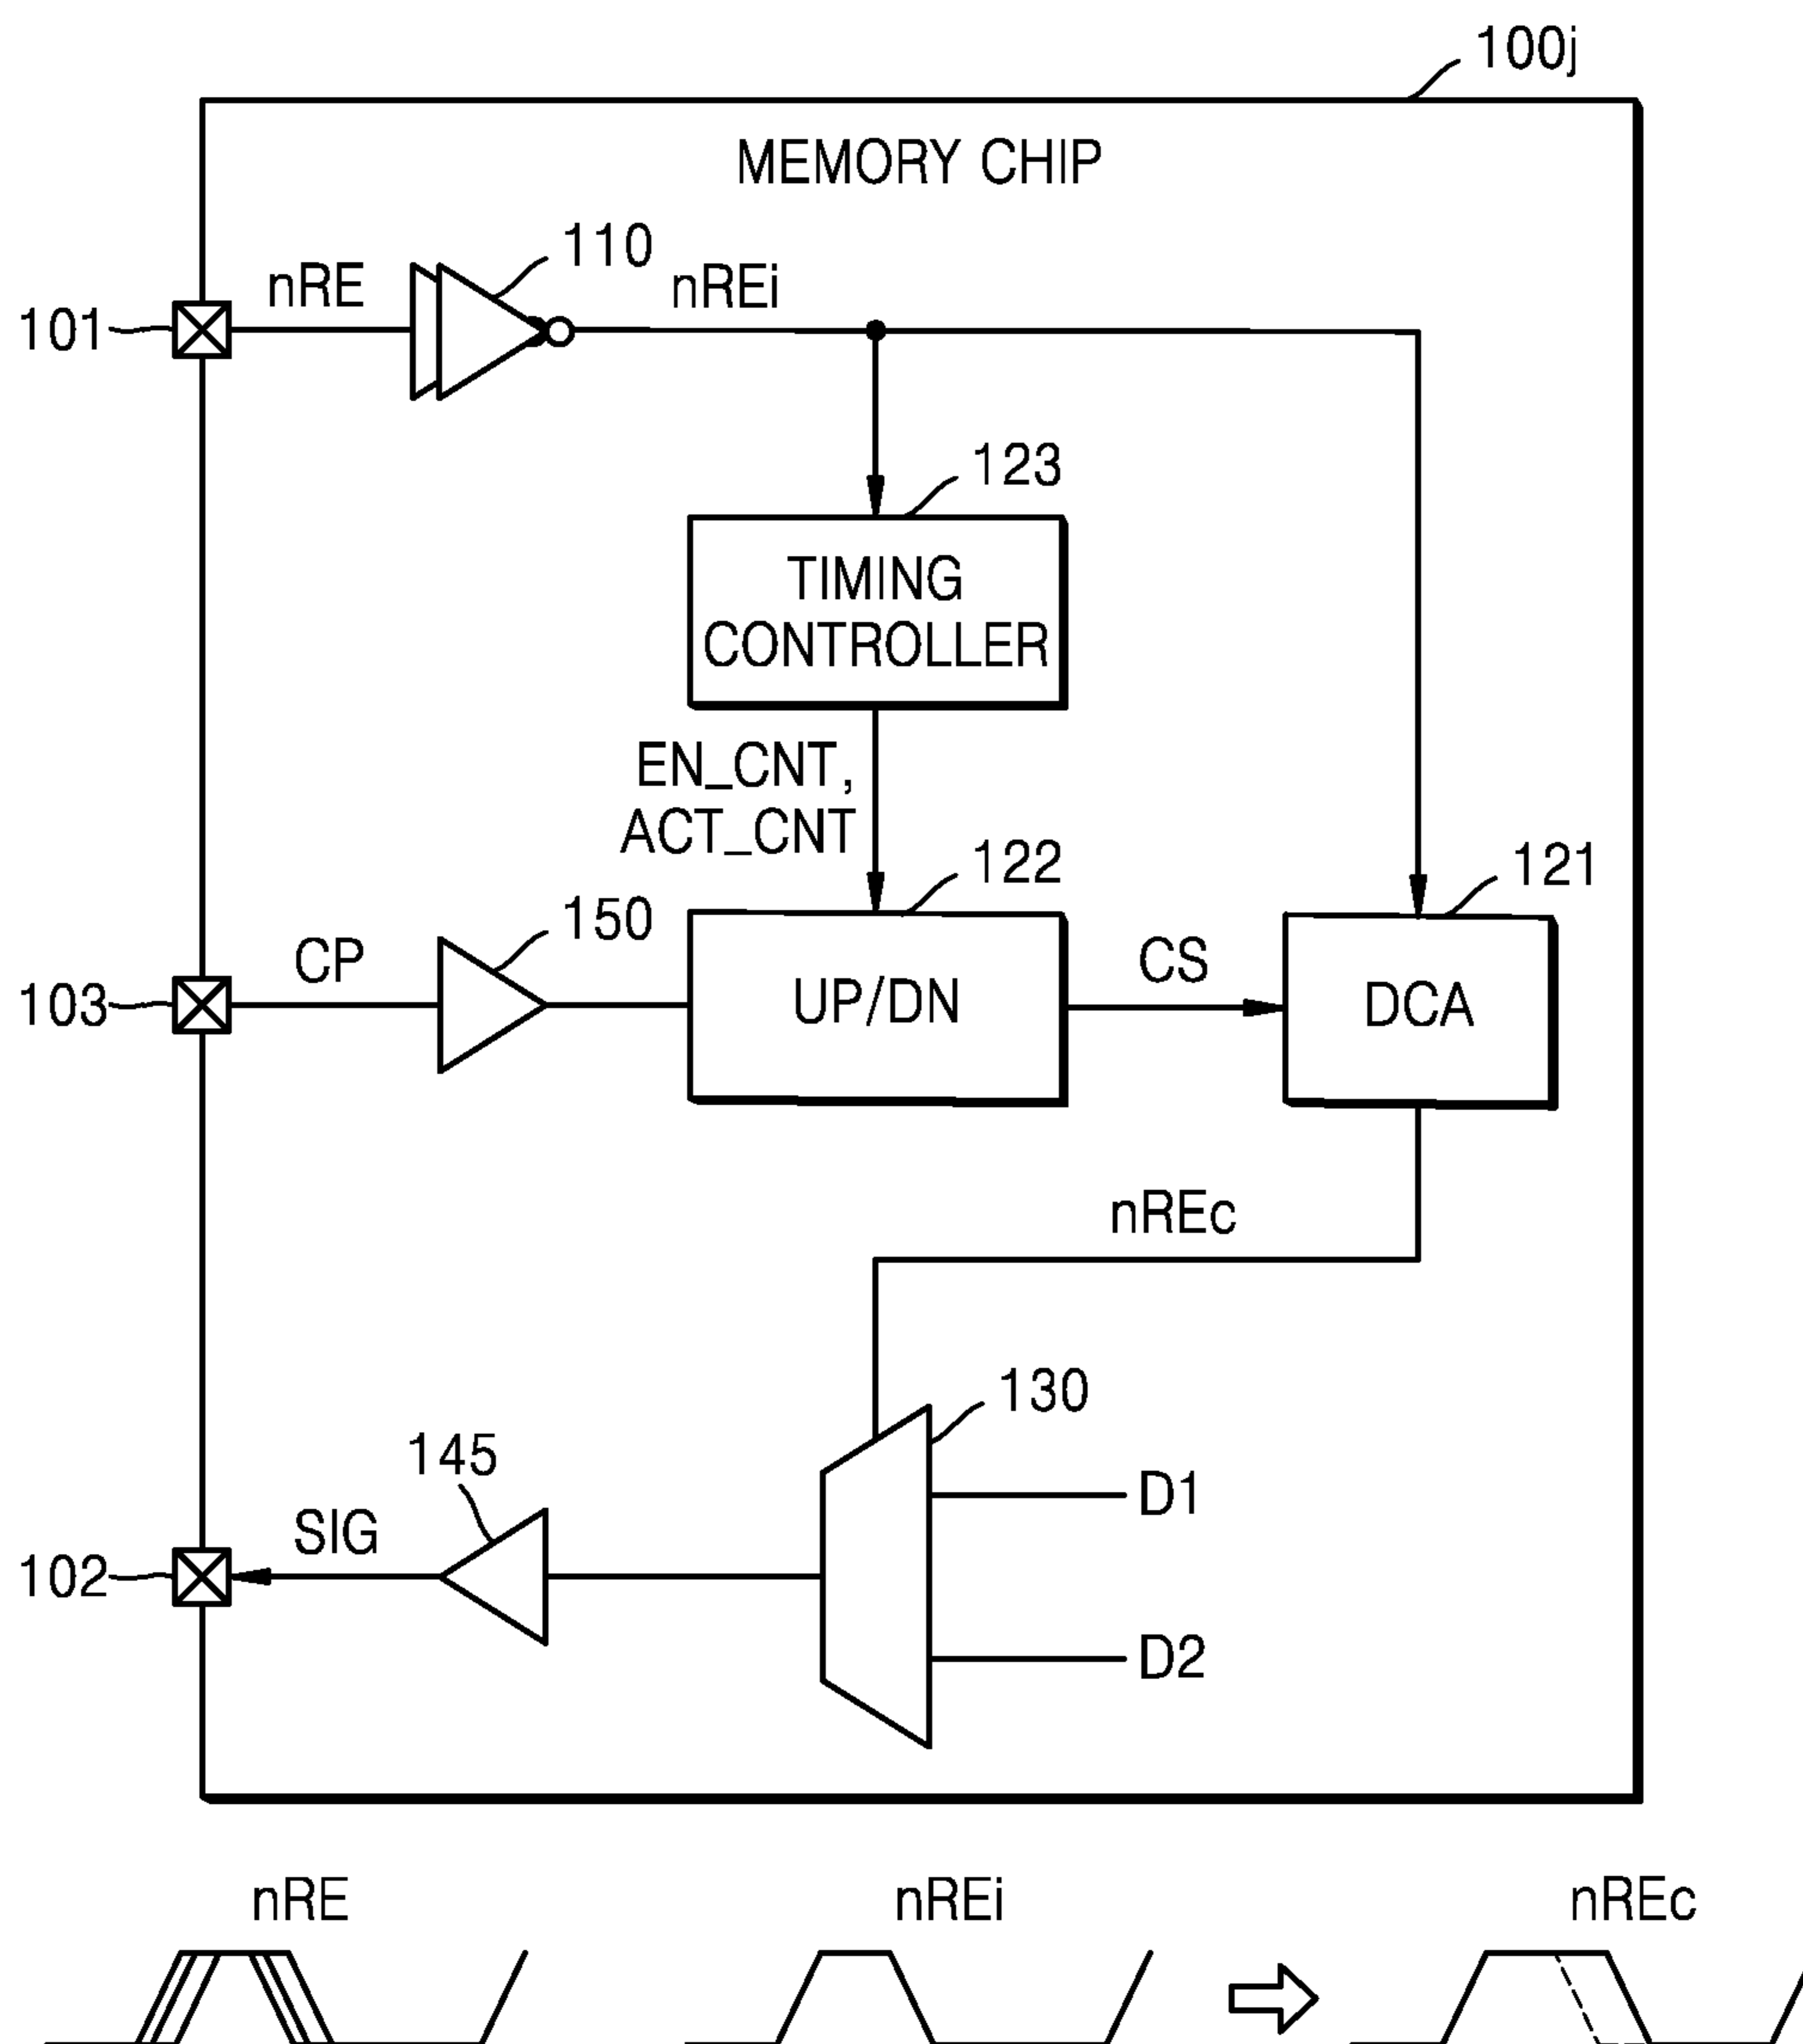 100j
MEMORY CHIP
110
nRE
nREi
101
123
TIMING
CONTROLLER
EN_CNT,
ACT_CNT
122
121
150
CP
CS
103
UP/DN
DCA
nREc
130
145
D1
SIG
102
D2
nRE
nREi
nREc